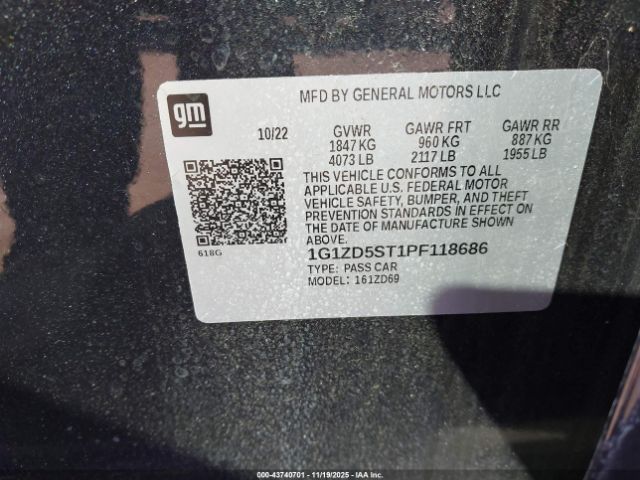 gm
MFD BY GENERAL MOTORS LLC
10/22 GVWR GAWR FRT GAWR RR
1847 KG 960 KG 887 KG
4073 LB 2117 LB 1955 LB
THIS VEHICLE CONFORMS TO ALL
APPLICABLE U.S. FEDERAL MOTOR
VEHICLE SAFETY, BUMPER, AND THEFT
PREVENTION STANDARDS IN EFFECT ON
THE DATE OF MANUFACTURE SHOWN
ABOVE.
618G
1G1ZD5ST1PF118686
TYPE: PASS CAR
MODEL: 161ZD69
000-43740701 - 11/19/2025 - IAAI.COM